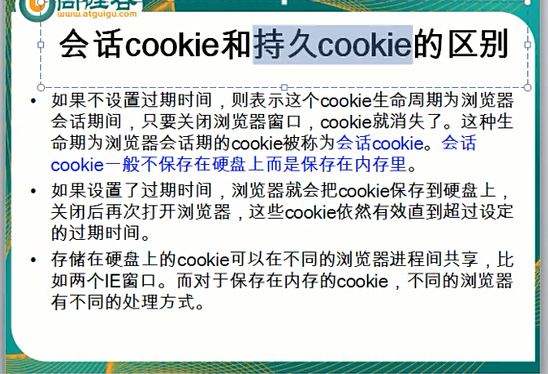 www.atguigu.com
会话cookie和持久cookie的区别
• 如果不设置过期时间，则表示这个cookie生命周期为浏览器
会话期间，只要关闭浏览器窗口，cookie就消失了。这种生
命期为浏览器会话期的cookie被称为会话cookie。会话
cookie一般不保存在硬盘上而是保存在内存里。
• 如果设置了过期时间，浏览器就会把cookie保存到硬盘上，
关闭后再次打开浏览器，这些cookie依然有效直到超过设定
的过期时间。
• 存储在硬盘上的cookie可以在不同的浏览器进程间共享，比
如两个IE窗口。而对于保存在内存的cookie，不同的浏览器
有不同的处理方式。